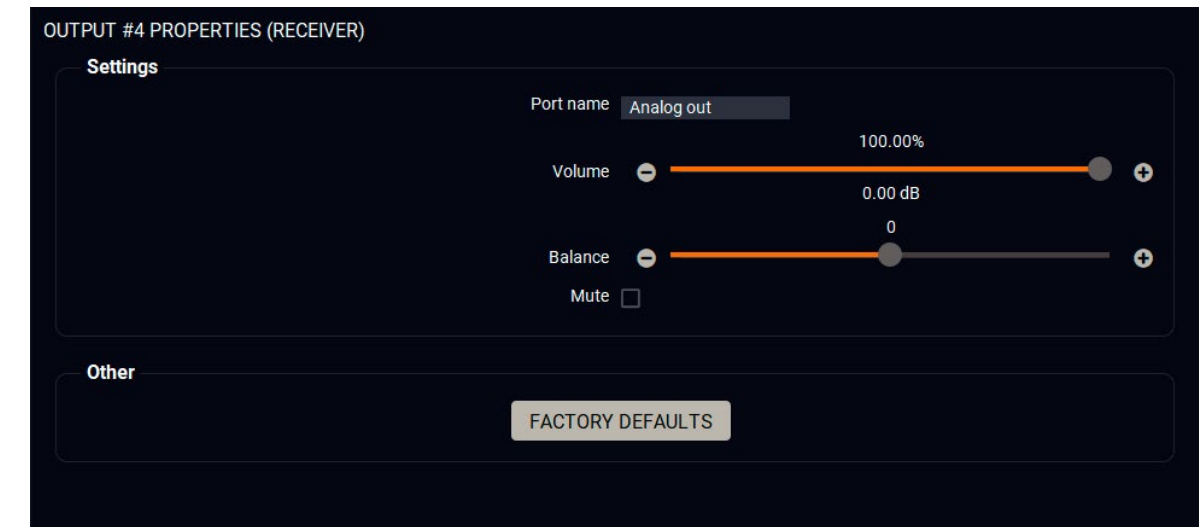 OUTPUT #4 PROPERTIES (RECEIVER)
Settings
Port name Analog out
100.00%
Volume
0.00 dB
0
Balance
Mute
Other
FACTORY DEFAULTS